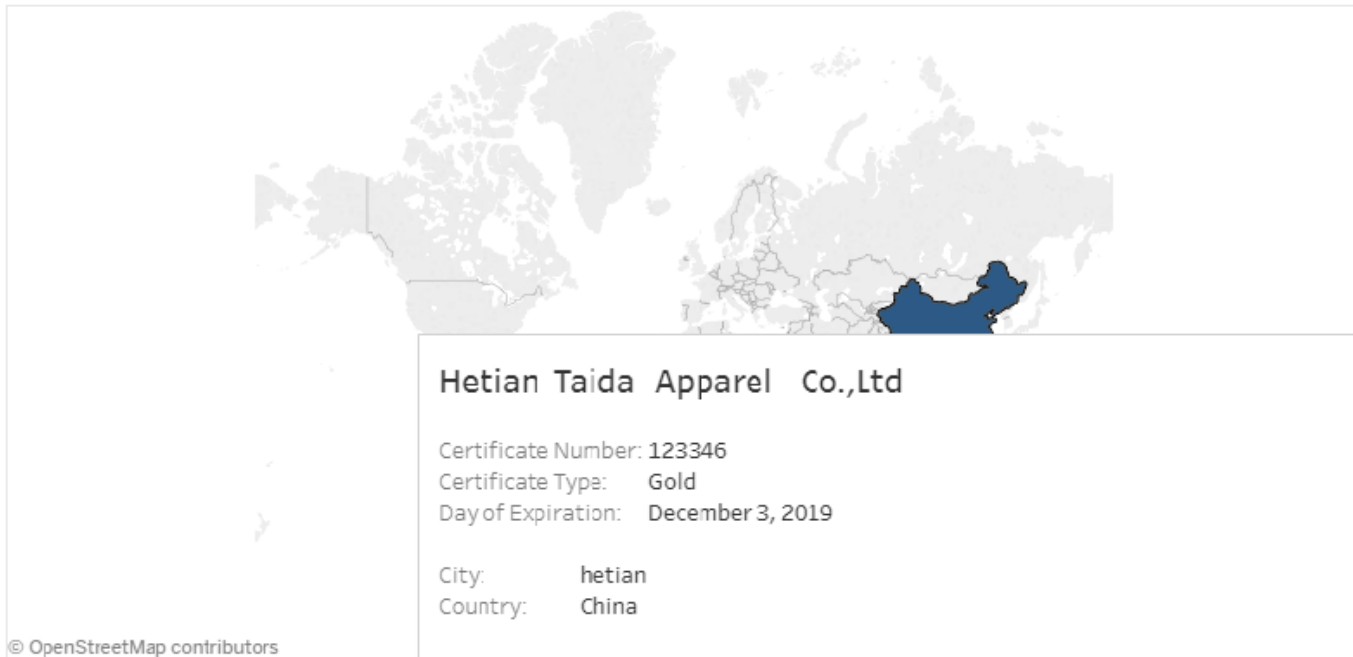 Hetian Taida Apparel Co.,Ltd
Certificate Number: 123346
Certificate Type: Gold
Day of Expiration: December 3, 2019
City: hetian
Country: China
© OpenStreetMap contributors